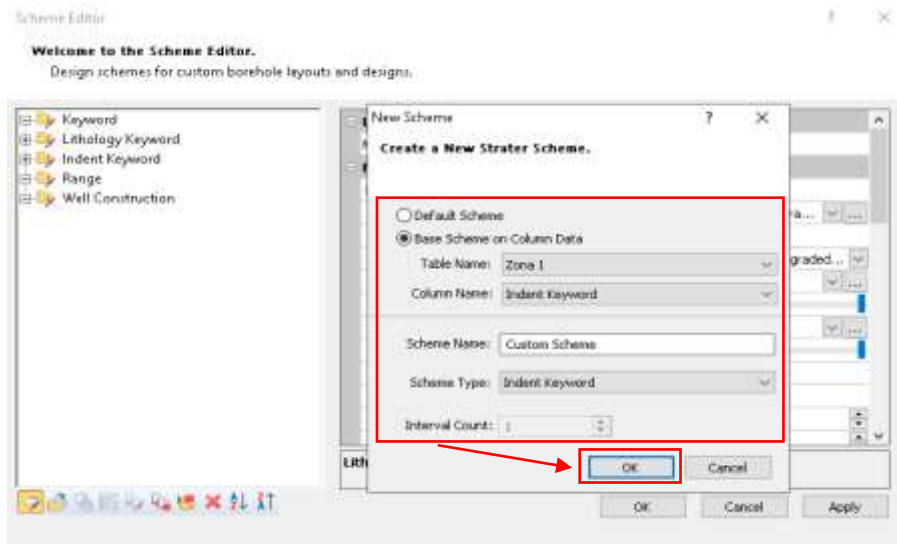 Scheme Editor ?
Welcome to the Scheme Editor.
Design schemes for custom borehole layouts and designs.
Keyword
Lithology Keyword
Indent Keyword
Range
Well Construction
New Scheme ?
Create a New Strater Scheme.
Default Scheme
Base Scheme on Column Data
Table Name: Zona 1
Column Name: Indent Keyword
Scheme Name: Custom Scheme
Scheme Type: Indent Keyword
Interval Count: 1
OK Cancel
graded...
Lith
OK Cancel Apply